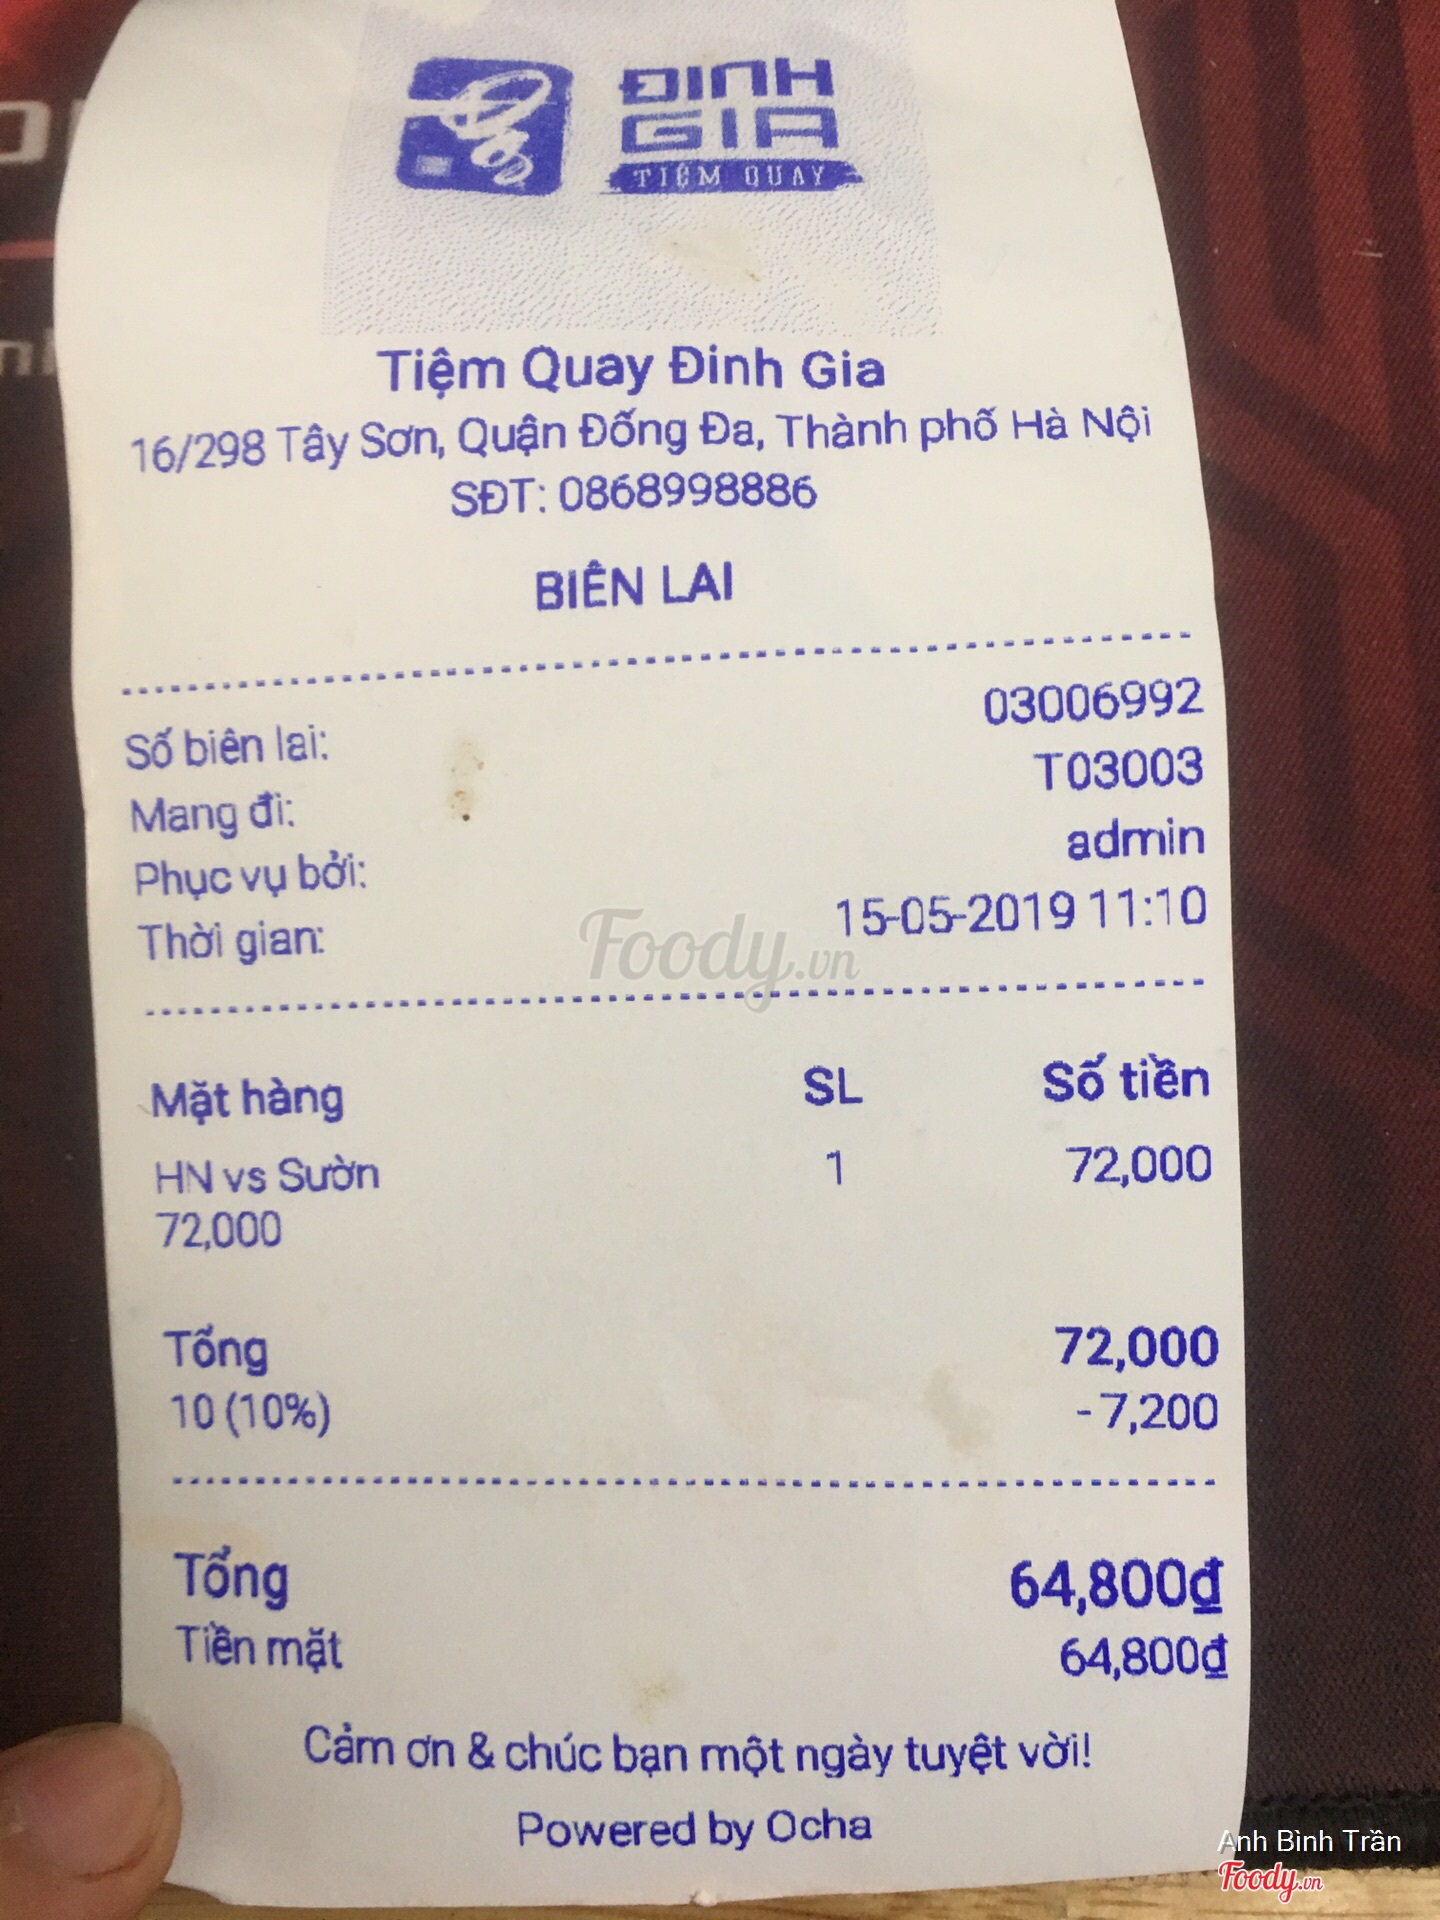 ĐINH
GIA
TIỆM QUAY
Tiệm Quay Đinh Gia
16/298 Tây Sơn, Quận Đống Đa, Thành phố Hà Nội
SĐT: 0868998886
BIÊN LAI
Số biên lai: 03006992
Mang đi: T03003
Phục vụ bởi: admin
Thời gian: 15-05-2019 11:10
Foody.vn
Mặt hàng SL Số tiền
HN vs Sườn 1 72,000
72,000
Tổng 72,000
10 (10%) -7,200
Tổng 64,800₫
Tiền mặt 64,800₫
Cảm ơn & chúc bạn một ngày tuyệt vời!
Powered by Ocha
Anh Bình Trần
Foody.vn